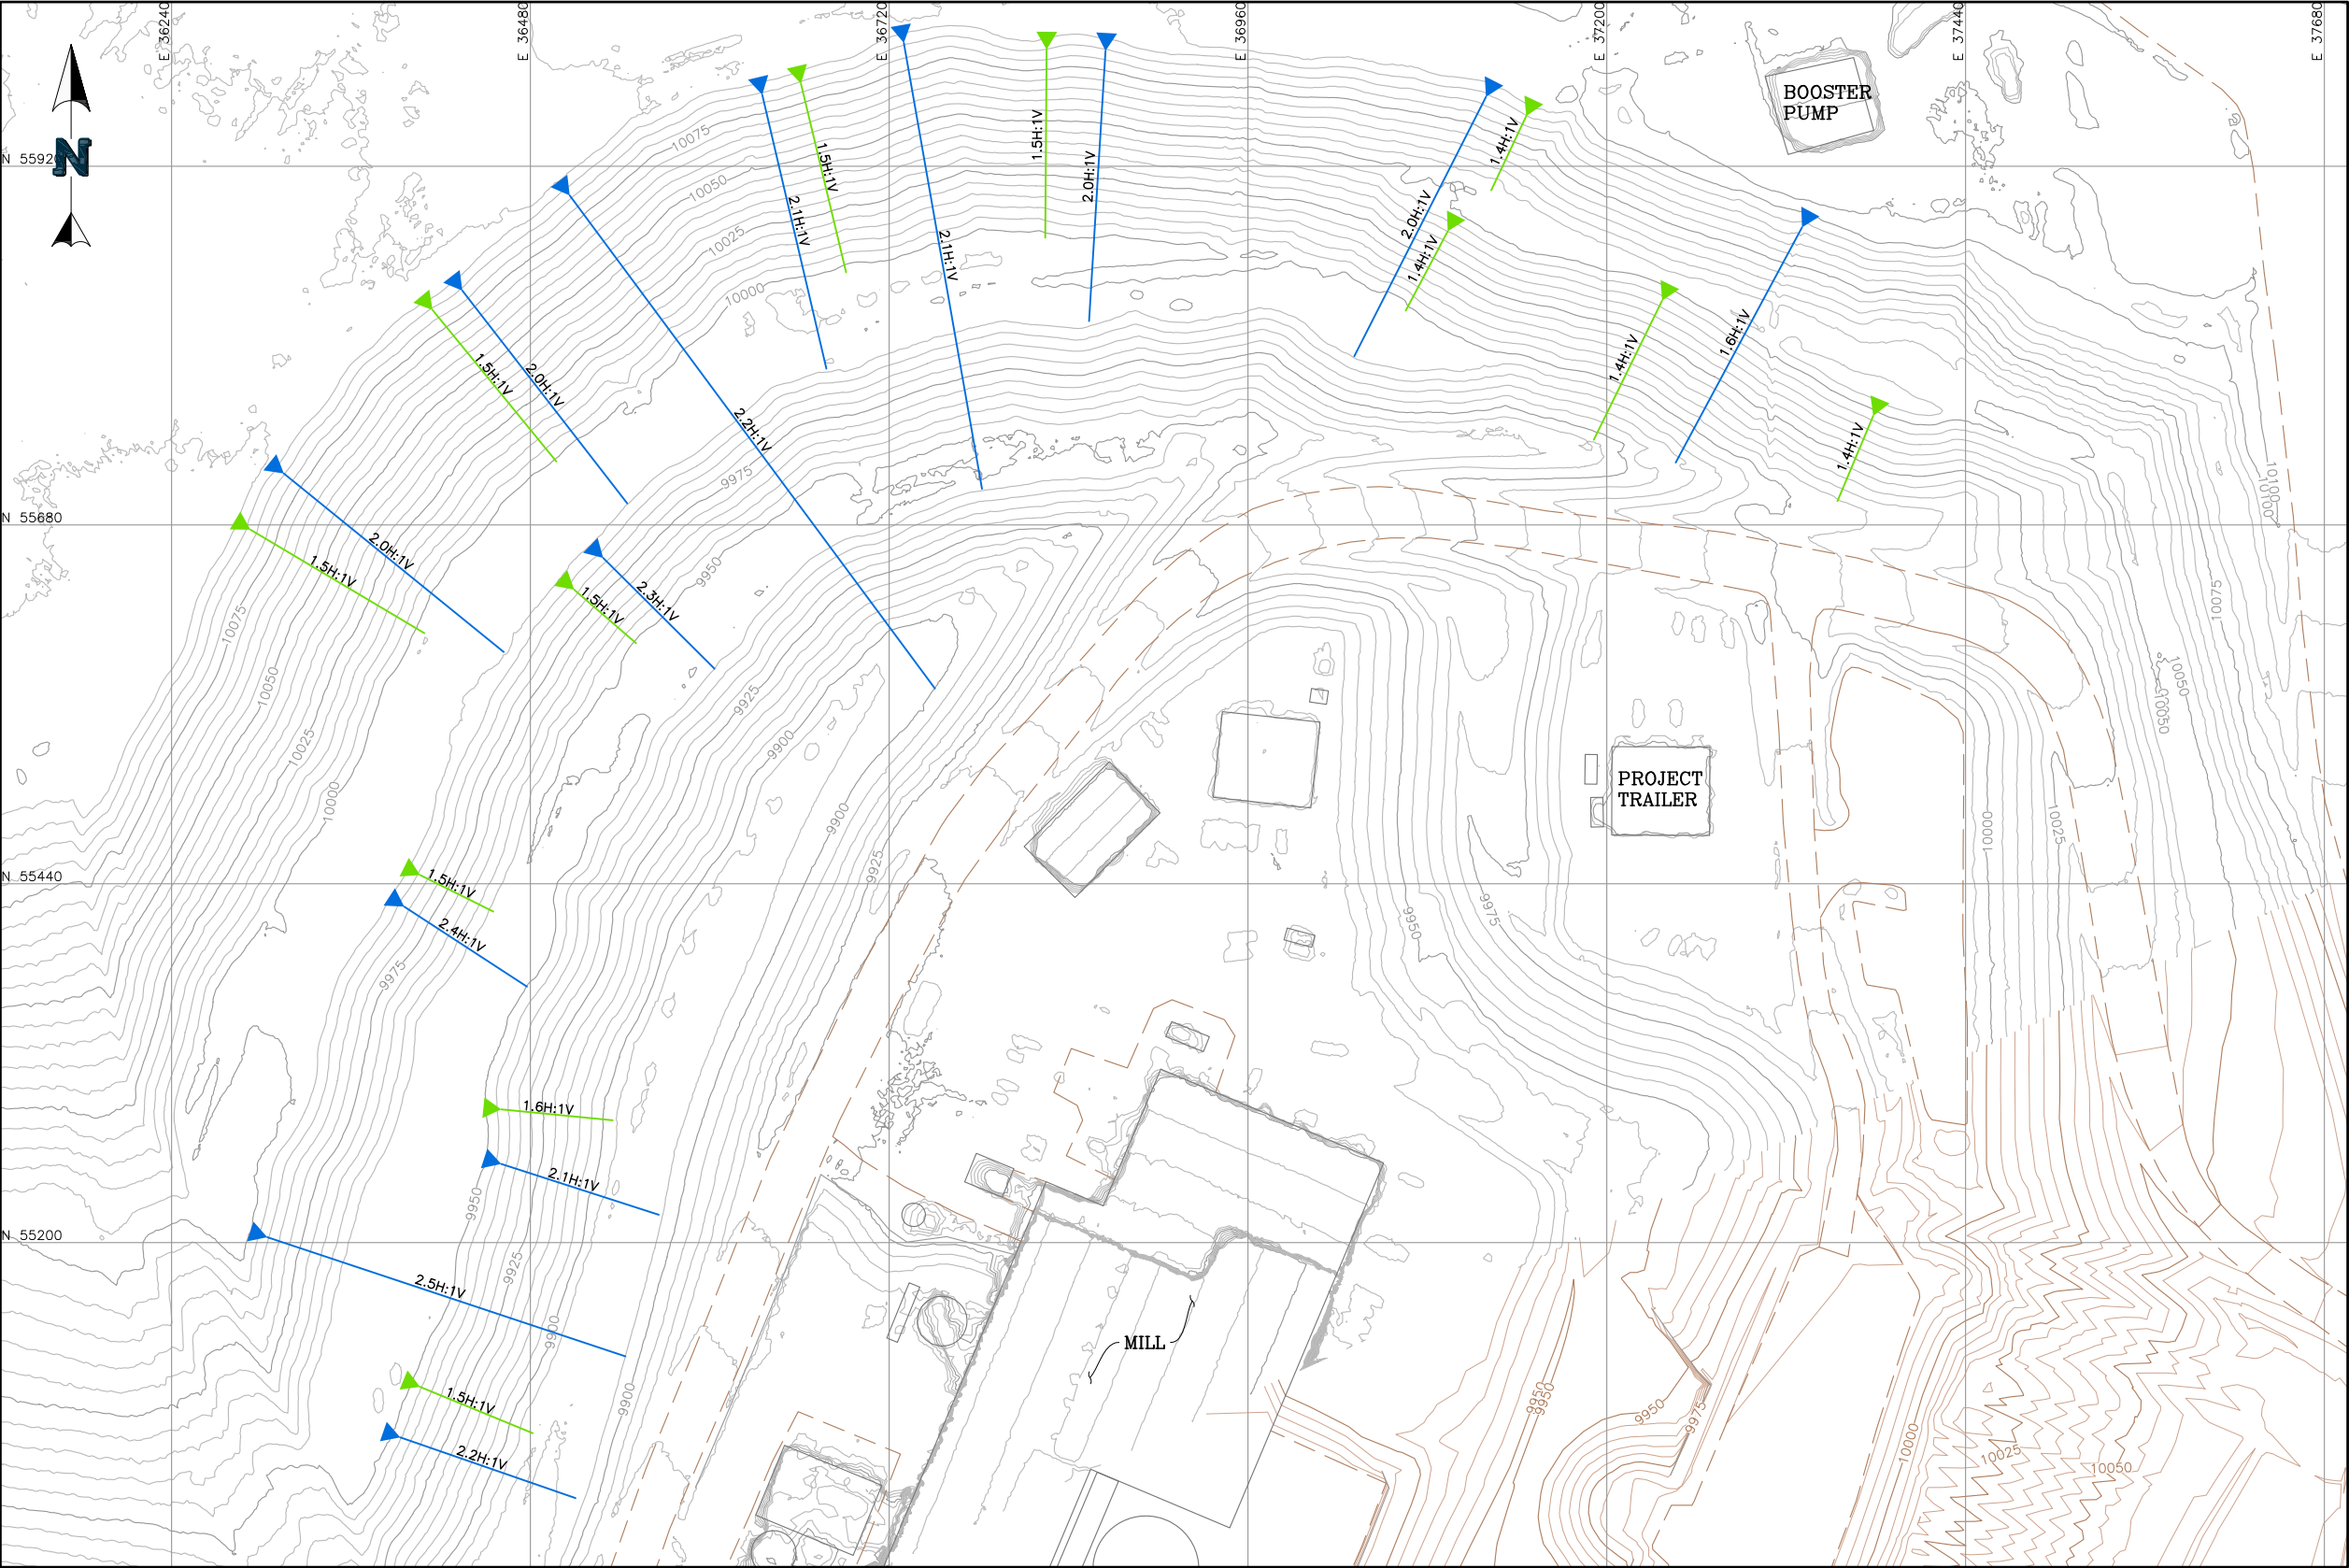 E 36240
E 36480
E 36720
E 36960
E 37200
E 37440
E 37680
N
BOOSTER
PUMP
N 55920
10075
10050
10025
10000
1.5H:1V
2.1H:1V
2.1H:1V
1.5H:1V
2.0H:1V
1.4H:1V
2.0H:1V
1.4H:1V
1.6H:1V
1.4H:1V
1.4H:1V
1.5H:1V
2.0H:1V
2.2H:1V
9975
10100
10100
N 55680
2.0H:1V
1.5H:1V
2.3H:1V
1.5H:1V
9950
10075
10075
10050
10025
10000
9925
9900
9900
9925
10050
10050
PROJECT
TRAILER
10000
10025
N 55440
1.5H:1V
2.4H:1V
9975
9950
9975
1.6H:1V
2.1H:1V
9950
N 55200
9925
2.5H:1V
9900
MILL
9900
1.5H:1V
2.2H:1V
9950
9950
9950
9975
10000
10025
10050